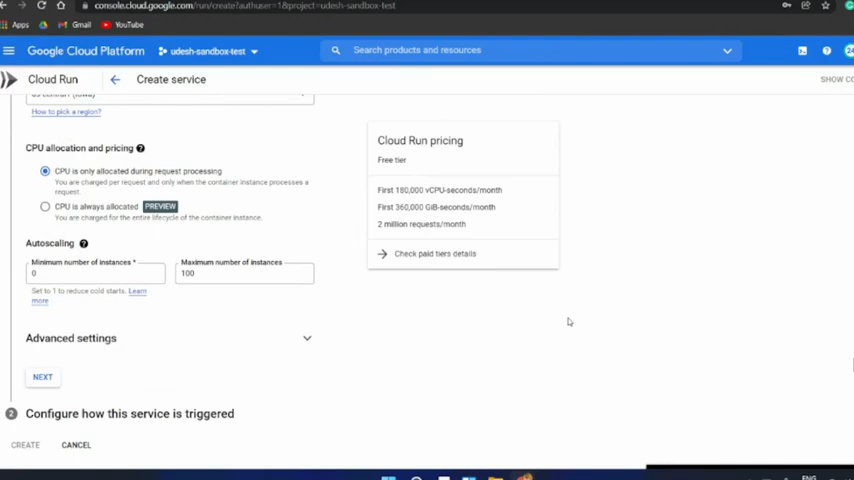 console.cloud.google.com/run/create?authuser=1&project=udesh-sandbox-test
Apps
Gmail
YouTube
Google Cloud Platform
udesh-sandbox-test
Search products and resources
Cloud Run
Create service
SHOW CO
How to pick a region?
CPU allocation and pricing
CPU is only allocated during request processing
You are charged per request and only when the container instance processes a
request.
CPU is always allocated PREVIEW
You are charged for the entire lifecycle of the container instance.
Autoscaling
Minimum number of instances *
0
Maximum number of instances
100
Set to 1 to reduce cold starts. Learn
more
Advanced settings
NEXT
2 Configure how this service is triggered
CREATE
CANCEL
Cloud Run pricing
Free tier
First 180,000 vCPU-seconds/month
First 360,000 GiB-seconds/month
2 million requests/month
Check paid tiers details
ENG